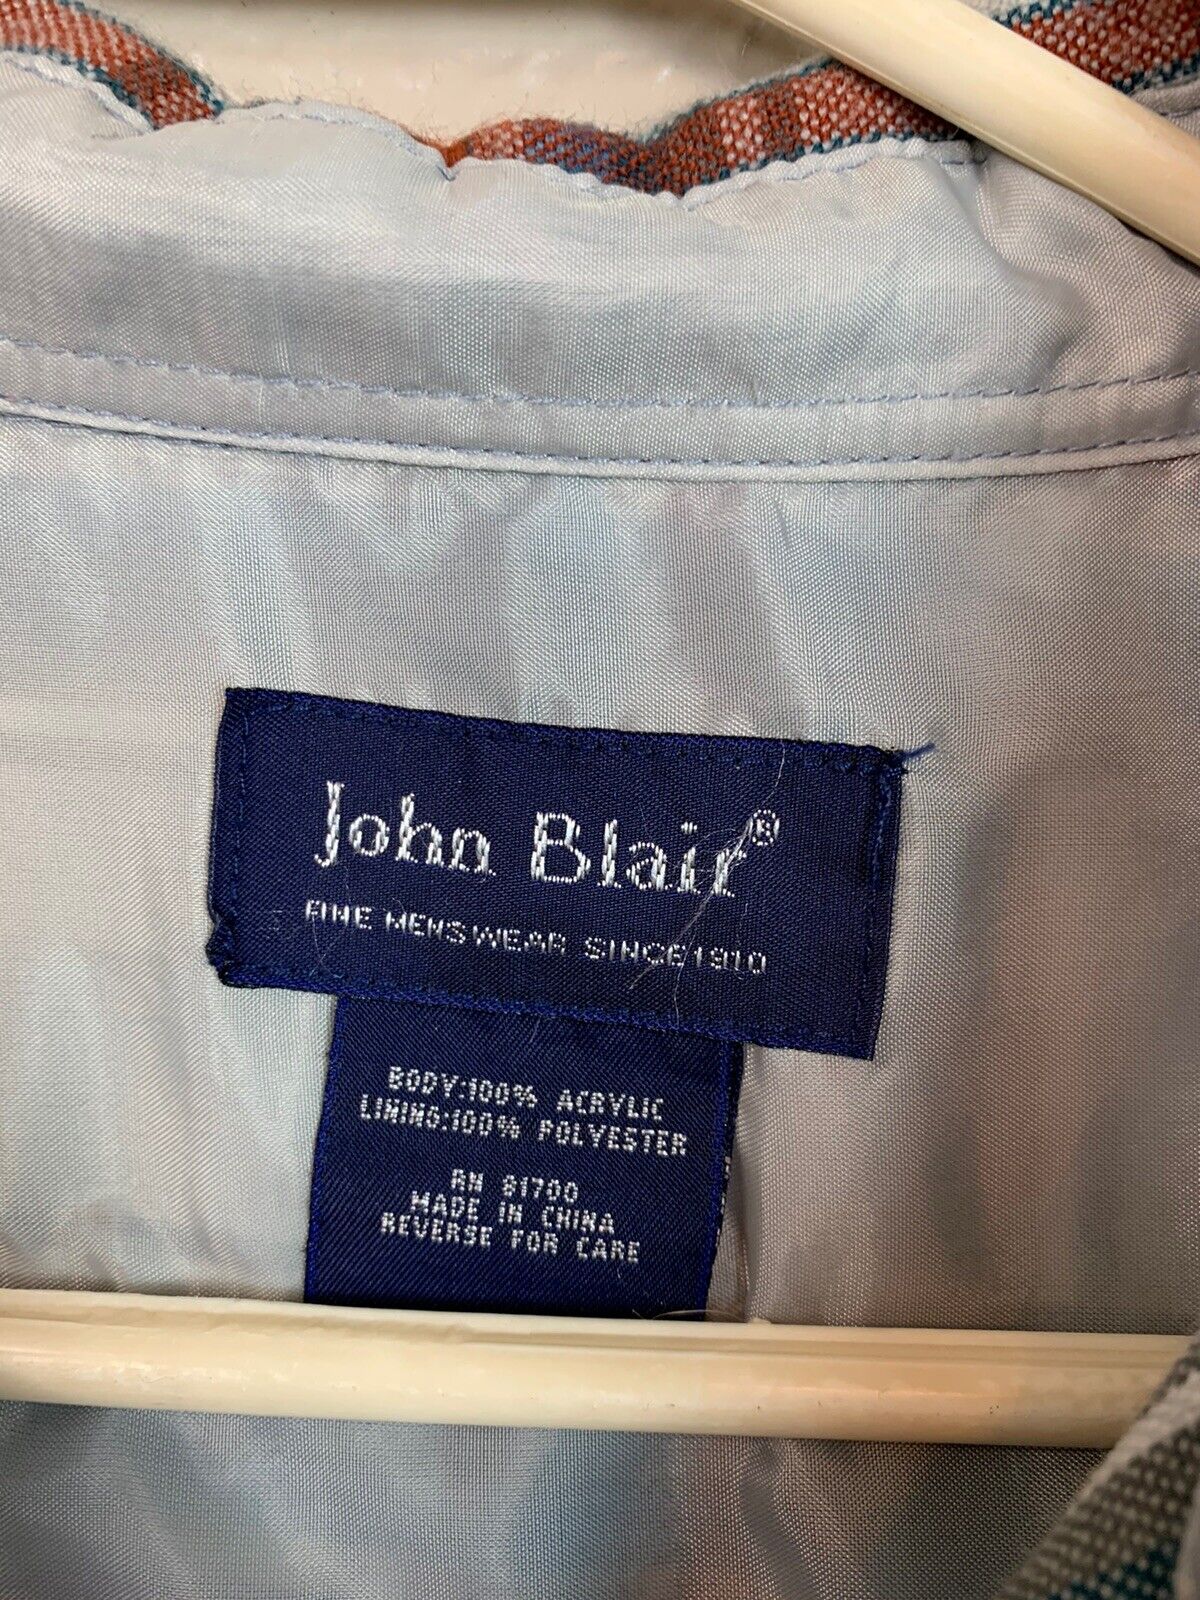 John Blair®
FINE MENSWEAR SINCE 1910
BODY:100% ACRYLIC
LINING:100% POLYESTER
RN 81700
MADE IN CHINA
REVERSE FOR CARE